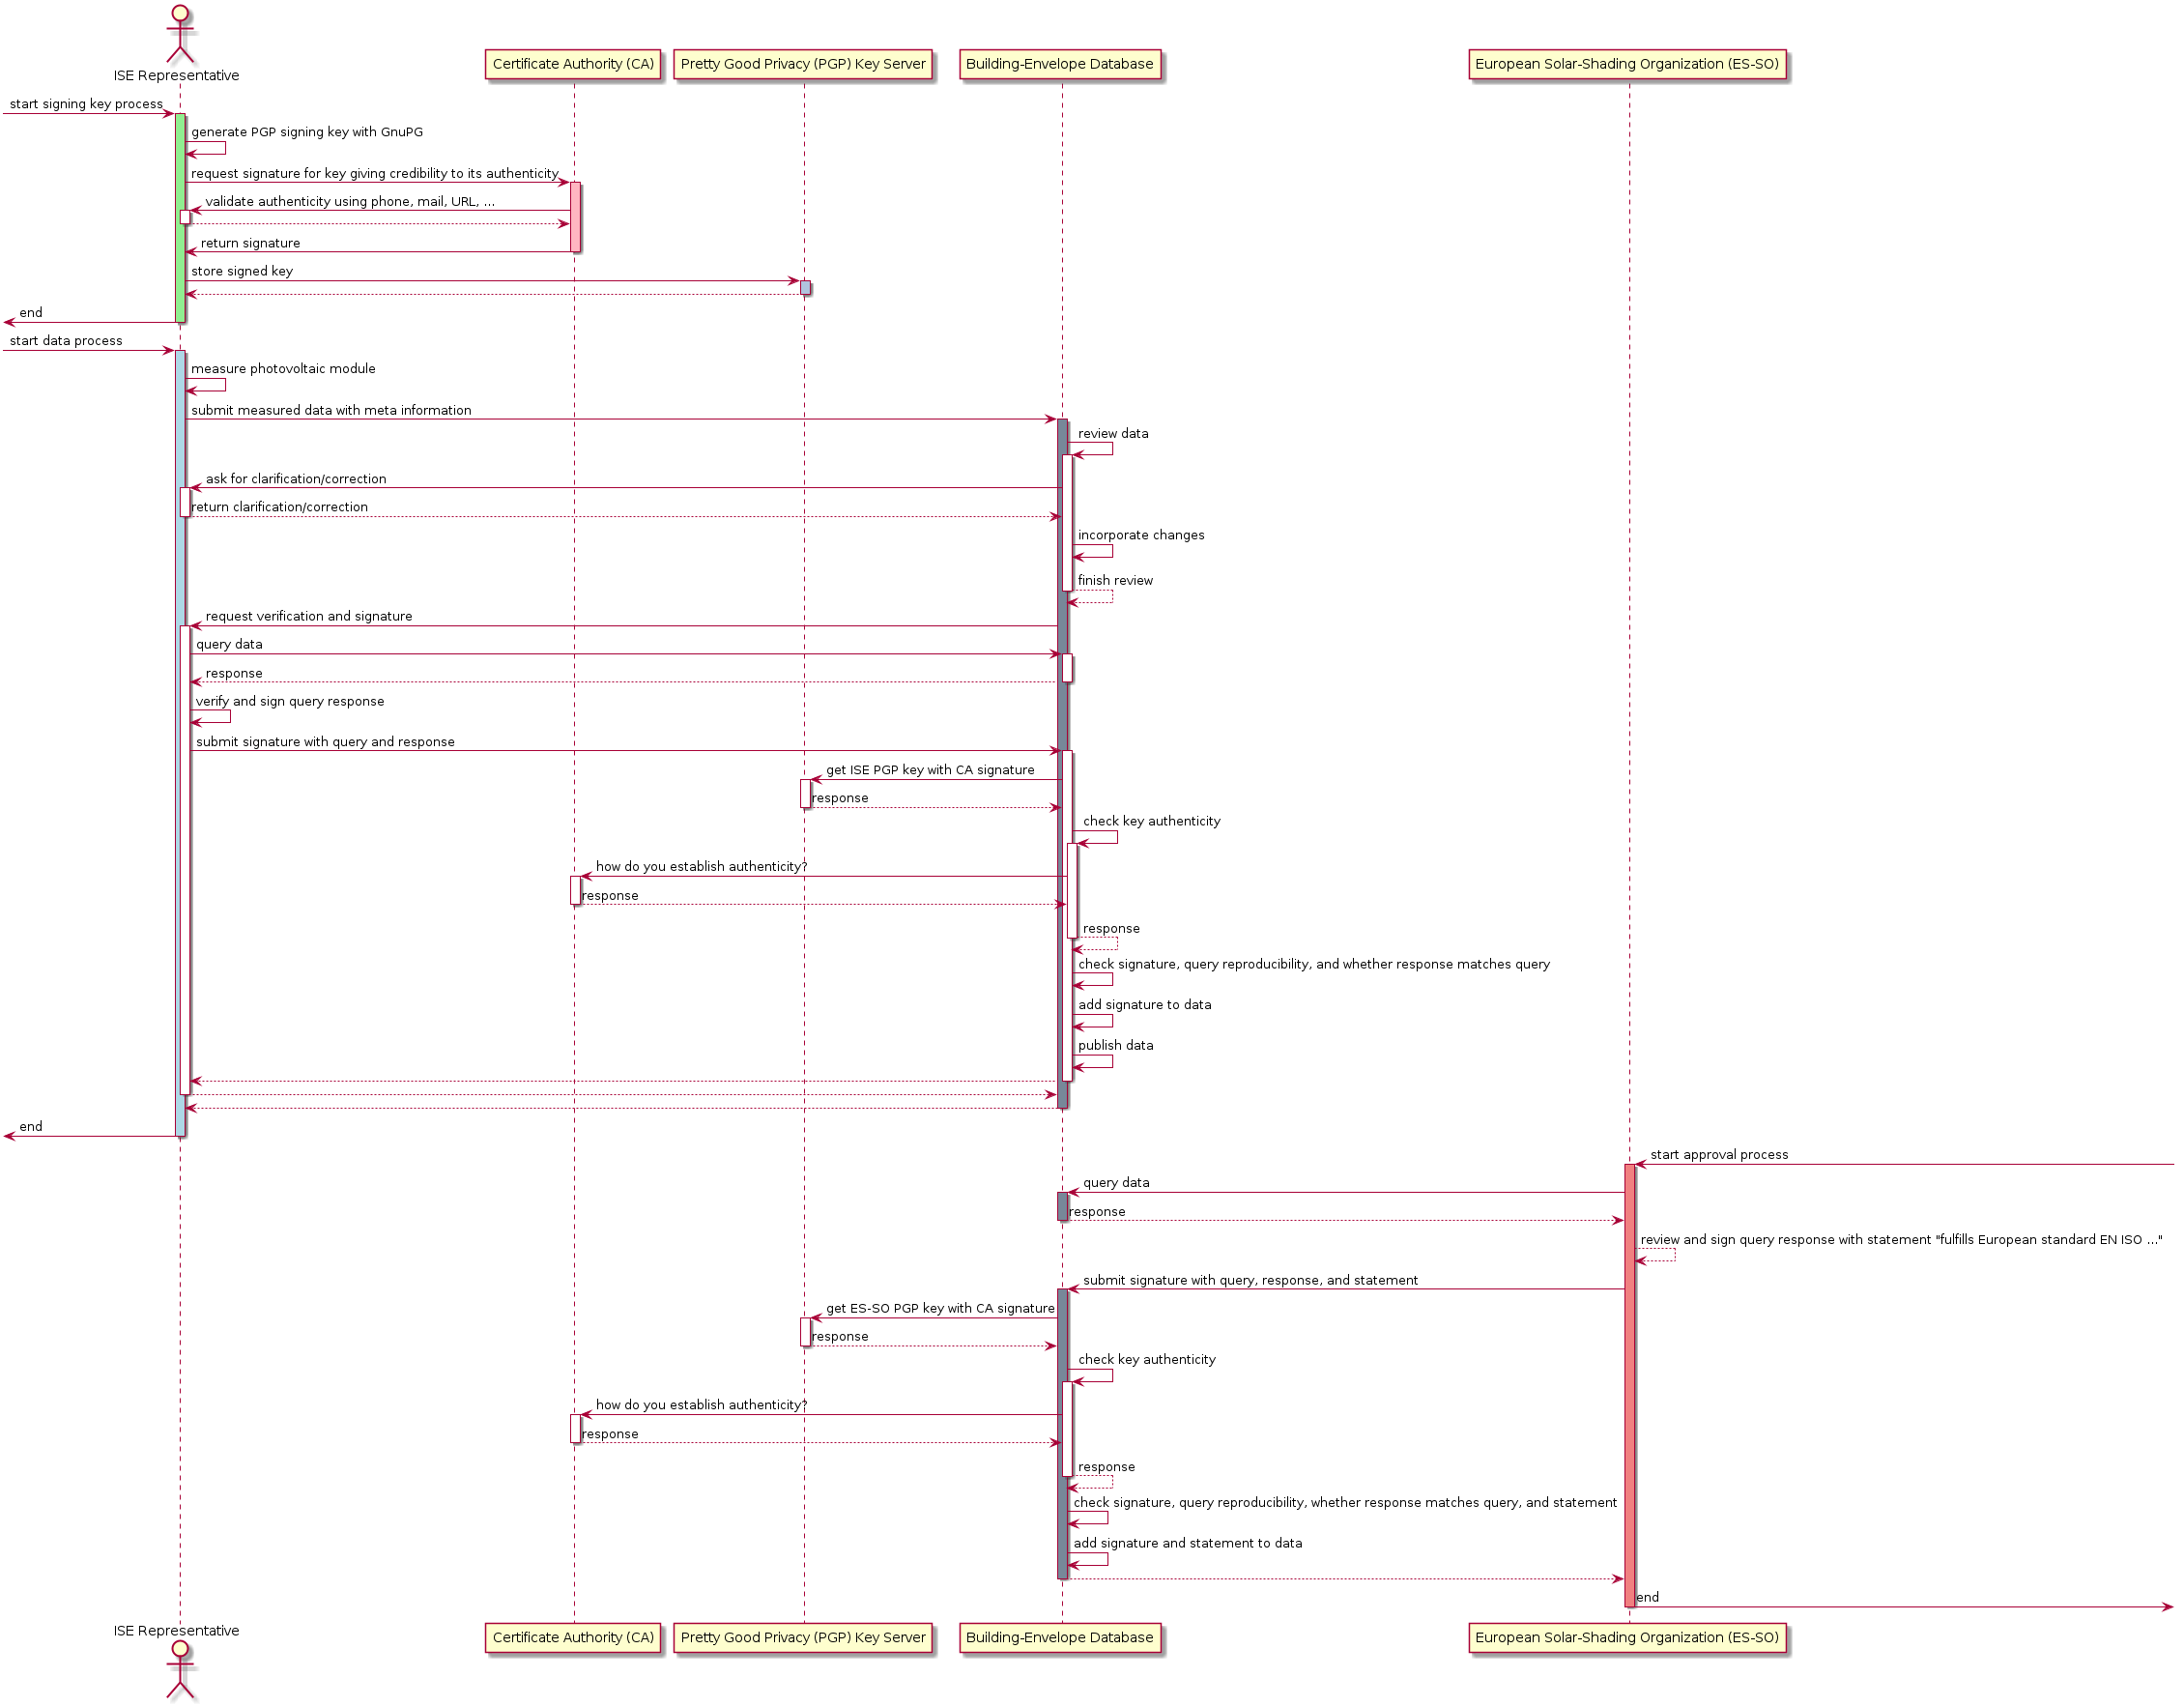 ISE Representative
Certificate Authority (CA)
Pretty Good Privacy (PGP) Key Server
Building-Envelope Database
European Solar-Shading Organization (ES-SO)
start signing key process
generate PGP signing key with GnuPG
request signature for key giving credibility to its authenticity
validate authenticity using phone, mail, URL, ...
return signature
store signed key
end
start data process
measure photovoltaic module
submit measured data with meta information
review data
ask for clarification/correction
return clarification/correction
incorporate changes
finish review
request verification and signature
query data
response
verify and sign query response
submit signature with query and response
get ISE PGP key with CA signature
response
check key authenticity
how do you establish authenticity?
response
response
check signature, query reproducibility, and whether response matches query
add signature to data
publish data
end
start approval process
query data
response
review and sign query response with statement "fulfills European standard EN ISO ..."
submit signature with query, response, and statement
get ES-SO PGP key with CA signature
response
check key authenticity
how do you establish authenticity?
response
response
check signature, query reproducibility, whether response matches query, and statement
add signature and statement to data
end
ISE Representative
Certificate Authority (CA)
Pretty Good Privacy (PGP) Key Server
Building-Envelope Database
European Solar-Shading Organization (ES-SO)